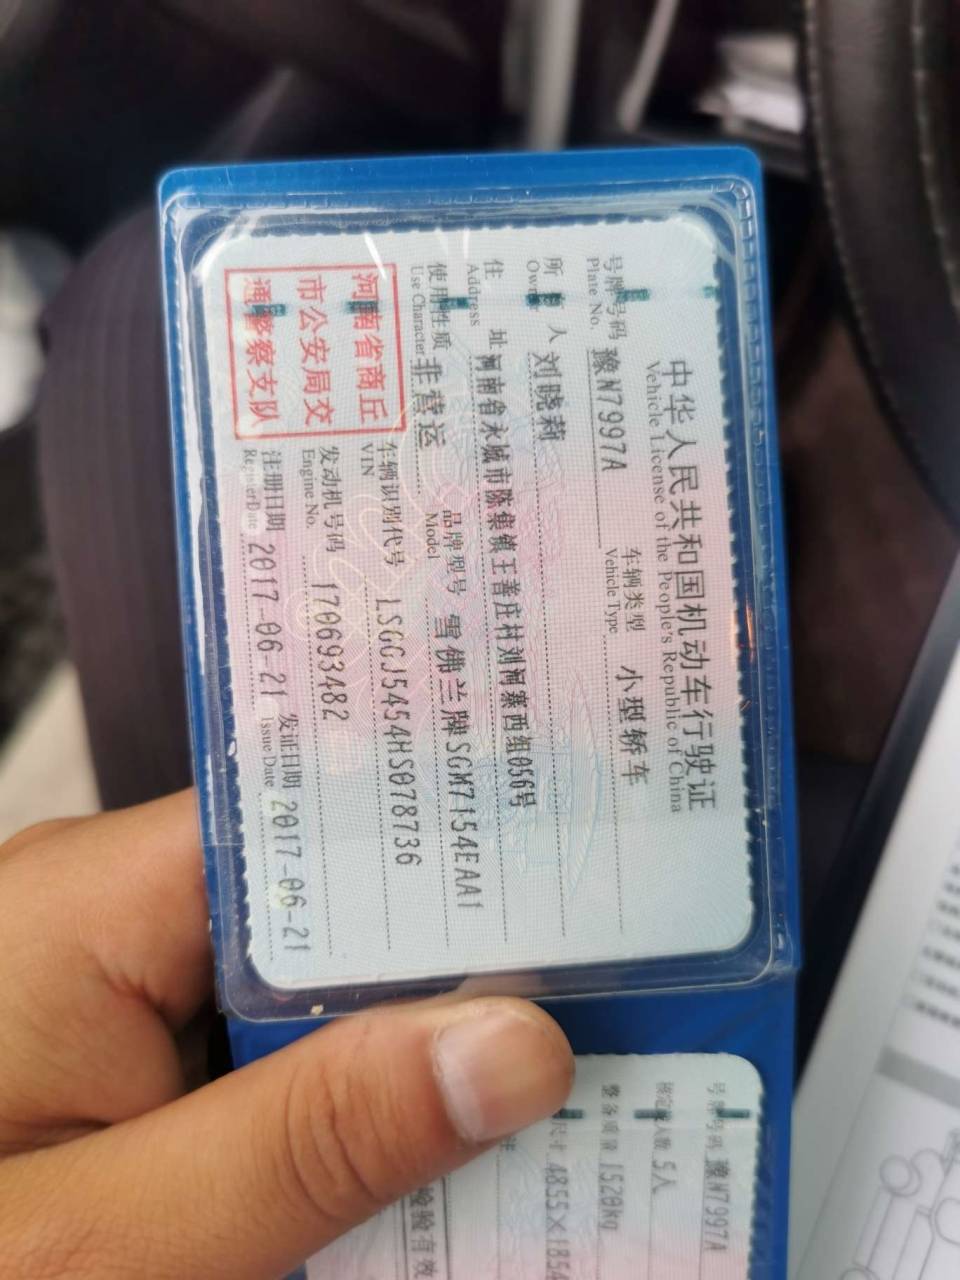 中华人民共和国机动车行驶证
Vehicle License of the People's Republic of China
号牌号码 豫N7997A 车辆类型 小型轿车
Plate No. Vehicle Type
所有人 刘晓莉
Owner
住址 河南省永城市陈集镇王善庄村刘河寨西组056号
Address
使用性质 非营运 品牌型号 雪佛兰牌SGM7154EAA1
Use Character Model
河南省商丘
市公安局交
通警察支队
车辆识别代号 LSGGJ5454HS078736
VIN
发动机号码 170693482
Engine No.
注册日期 2017-06-21 发证日期 2017-06-21
Register Date Issue Date
号牌号码 豫N7997A
核定载人数 5人
整备质量 1520kg
尺寸 4855×1854
检验有效